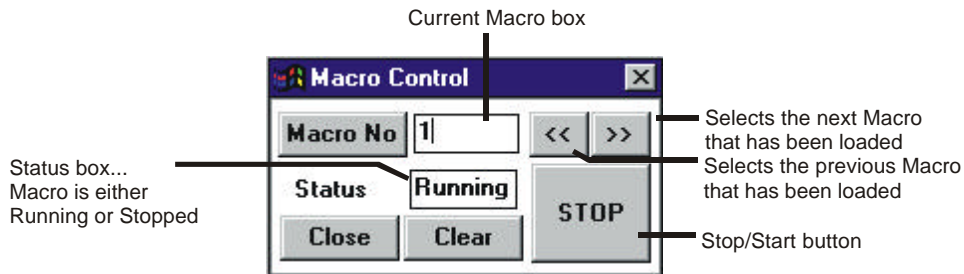 Current Macro box
Macro Control
Macro No
1
<<
>>
Selects the next Macro
that has been loaded
Selects the previous Macro
that has been loaded
Status box...
Macro is either
Running or Stopped
Status
Running
STOP
Close
Clear
Stop/Start button